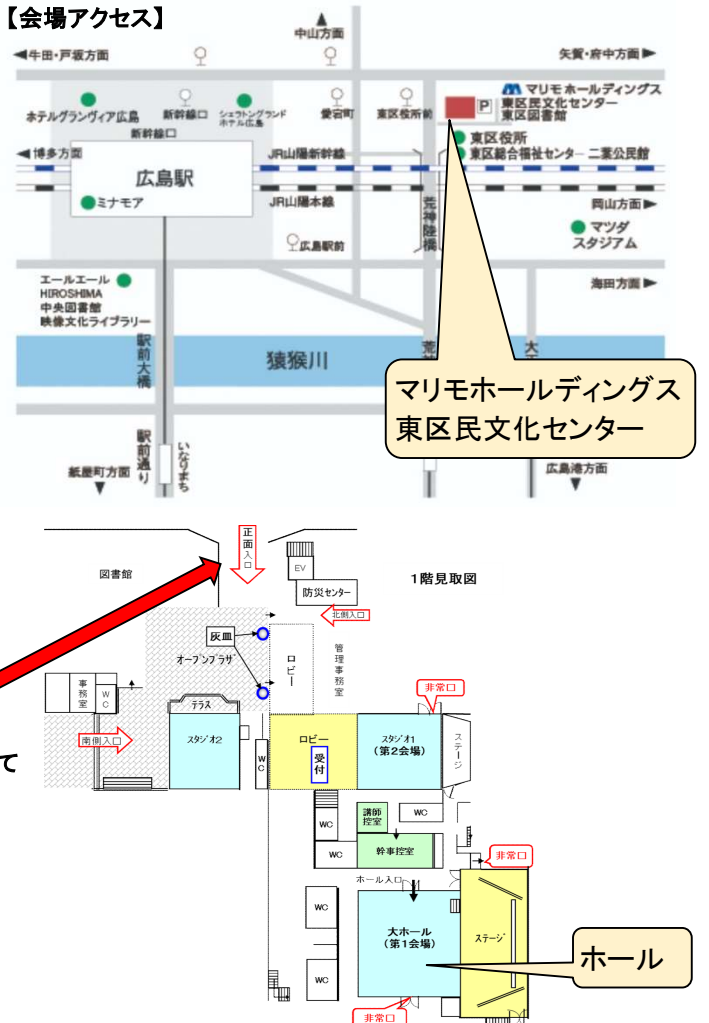 【会場アクセス】
中山方面
◀牛田・戸坂方面
矢賀・府中方面▶
ホテルグランヴィア広島
新幹線口
シェラトングランド
ホテル広島
愛宕町
東区役所前
P
マリモホールディングス
東区民文化センター
東区図書館
新幹線口
東区役所
東区総合福祉センター 二葉公民館
◀博多方面
JR山陽新幹線
広島駅
ミナモア
JR山陽本線
荒神陸橋
岡山方面▶
マツダ
スタジアム
広島駅前
エールエール
HIROSHIMA
中央図書館
映像文化ライブラリー
海田方面▶
駅前大橋
猿猴川
荒
大
マリモホールディングス
東区民文化センター
駅前通り
いなりまち
紙屋町方面
広島港方面
正面入口
図書館
EV
1階見取図
防災センター
北側入口
灰皿
オープンプラザ
ロビー
管理事務室
事務室
WC
テラス
非常口
南側入口
スタジオ2
WC
ロビー
受付
スタジオ1
(第2会場)
ステージ
て
WC
講師
控室
WC
WC
幹事控室
非常口
ホール入口
WC
大ホール
(第1会場)
ステージ
ホール
WC
非常口